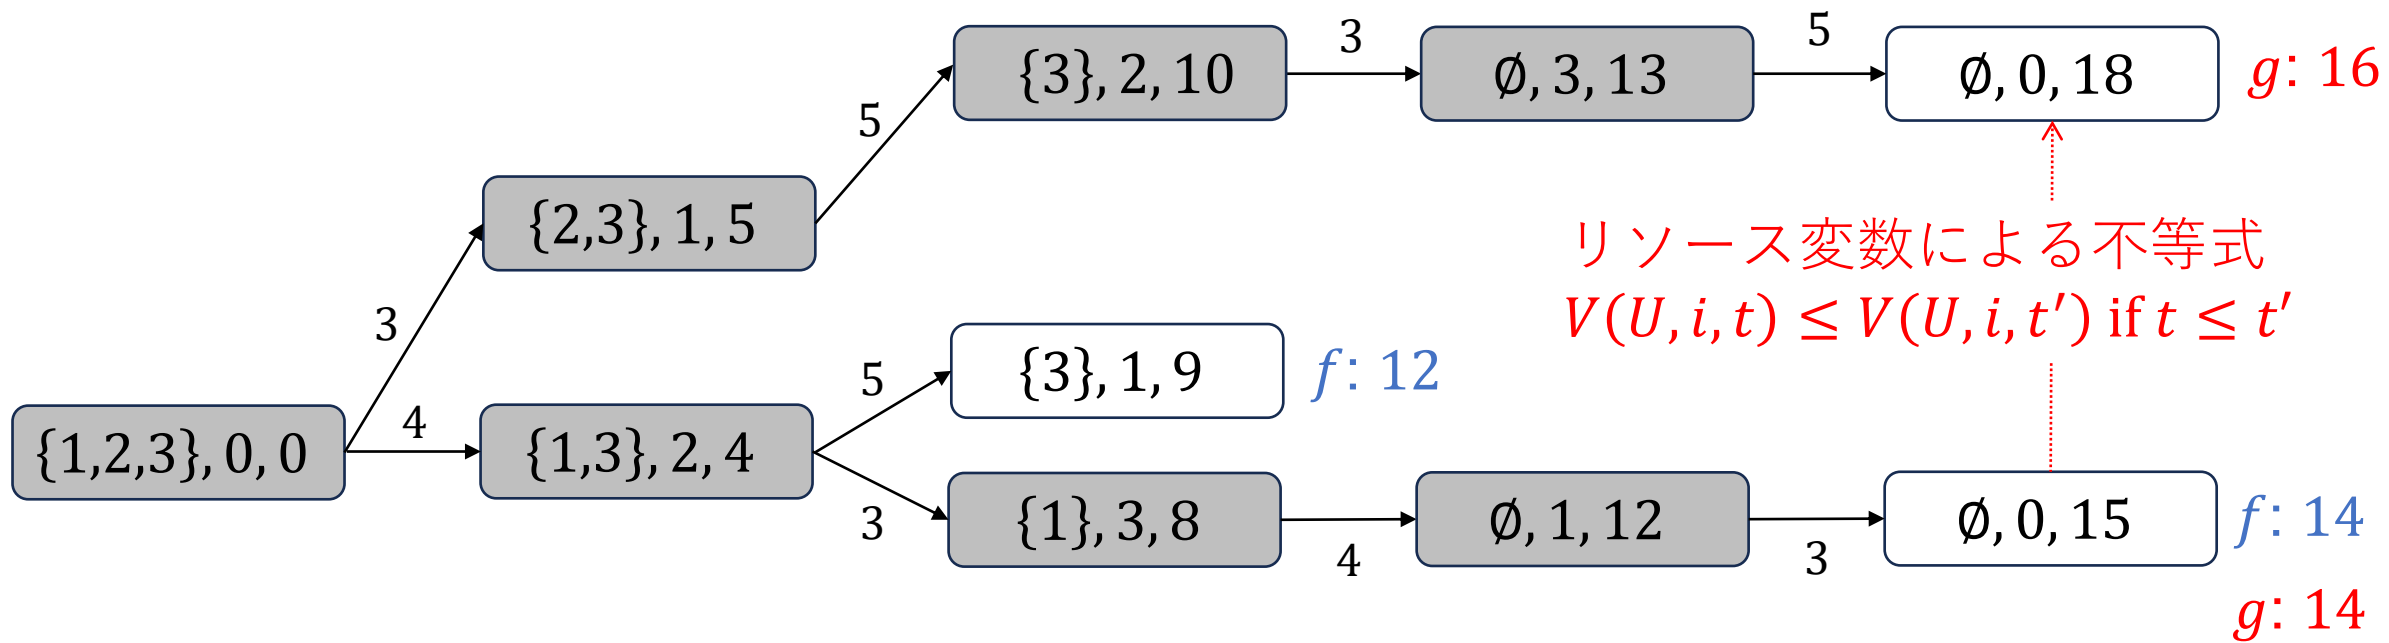 {3}, 2, 10
3
∅, 3, 13
5
∅, 0, 18
g: 16
5
{2,3}, 1, 5
3
リソース変数による不等式
V(U, i, t) ≤ V(U, i, t′) if t ≤ t′
5
{3}, 1, 9
f: 12
{1,2,3}, 0, 0
4
{1,3}, 2, 4
3
{1}, 3, 8
4
∅, 1, 12
3
∅, 0, 15
f: 14
g: 14